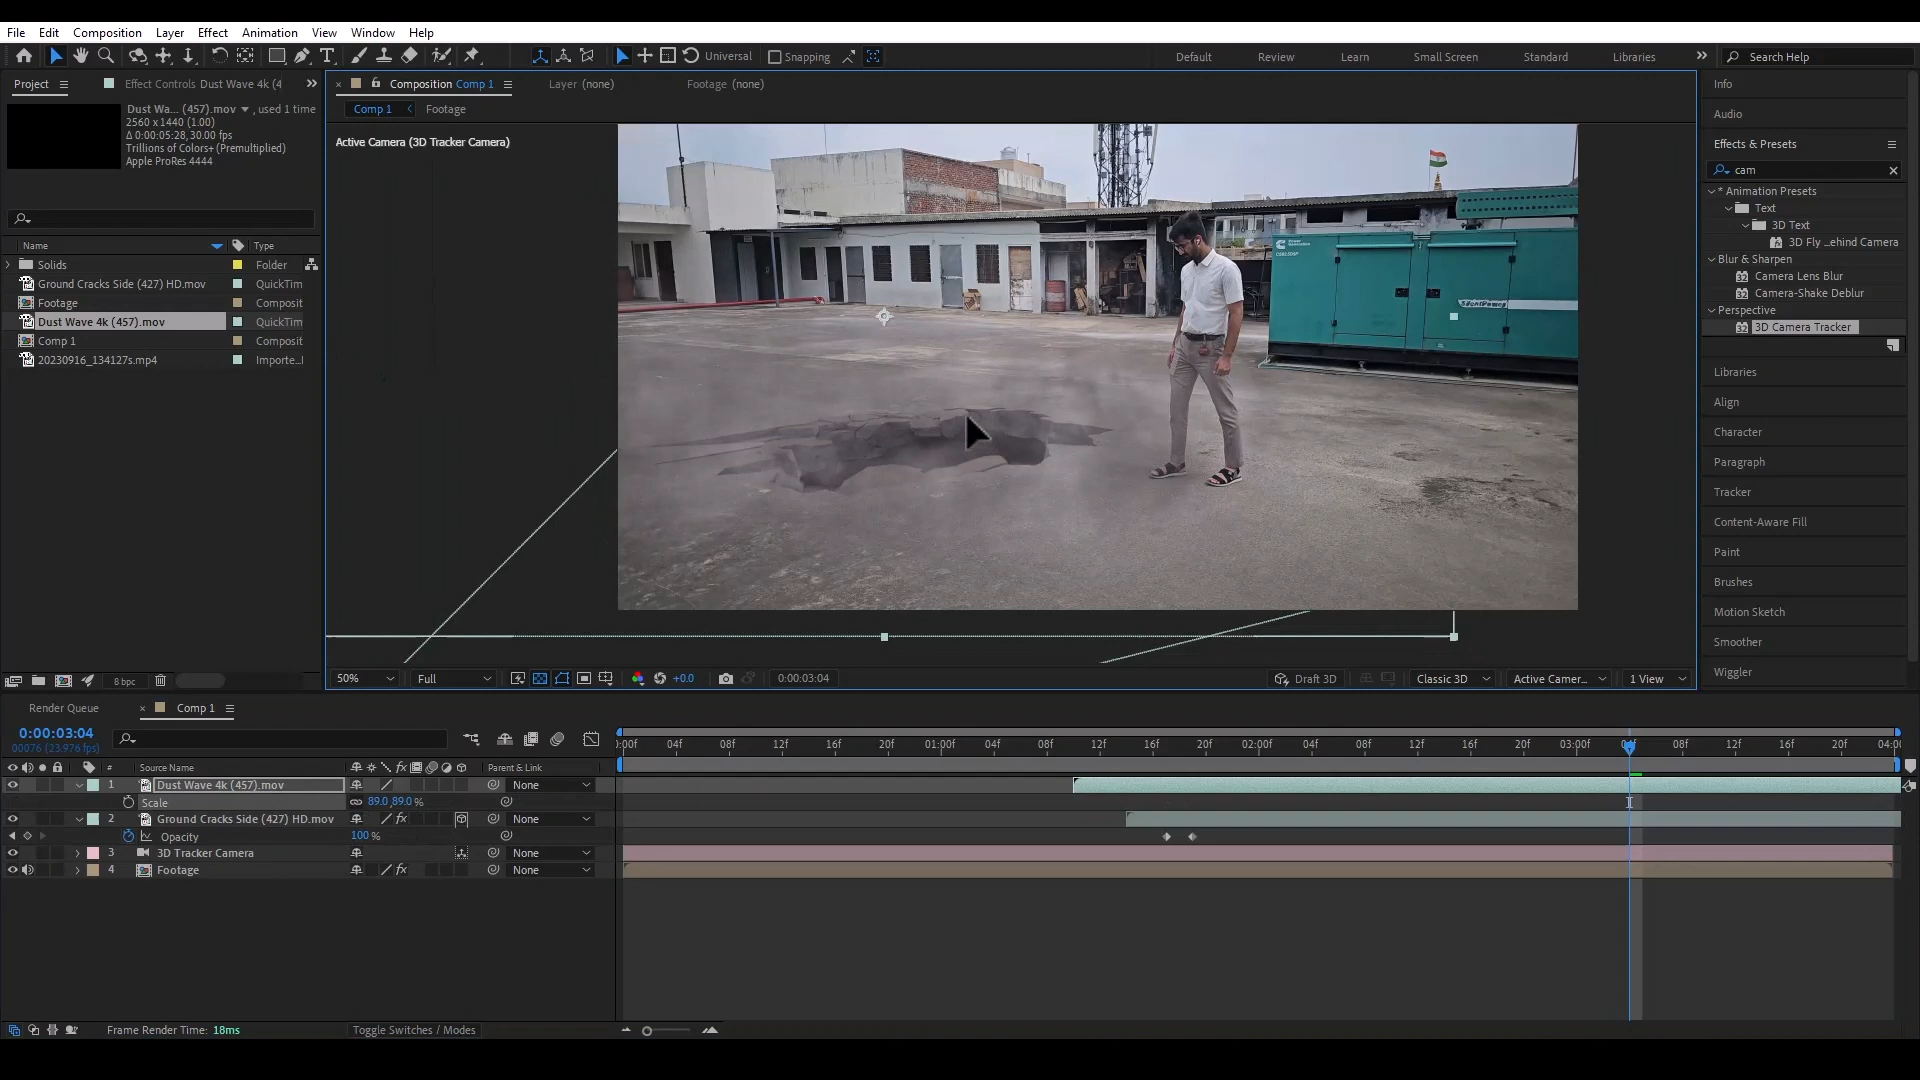 File Edit Composition Layer Effect Animation View Window Help
Universal Snapping Default Review Learn Small Screen Standard Libraries Search Help
Project Effect Controls Dust Wave 4k (4
Composition Comp 1 Layer (none) Footage (none)
Comp 1 Footage
Active Camera (3D Tracker Camera)
Dust Wa... (457).mov , used 1 time
2560 x 1440 (1.00)
Δ 0:00:05:28, 30.00 fps
Trillions of Colors+ (Premultiplied)
Apple ProRes 4444
Name Type
Solids Folder
Ground Cracks Side (427) HD.mov QuickTim
Footage Composit
Dust Wave 4k (457).mov QuickTim
Comp 1 Composit
20230916_134127s.mp4 Importe...I
8 bpc
SilentPower
50% Full +0.0 0:00:03:04 Draft 3D Classic 3D Active Camer... 1 View
Info
Audio
Effects & Presets
cam
* Animation Presets
Text
3D Text
3D Fly ...ehind Camera
Blur & Sharpen
Camera Lens Blur
Camera-Shake Deblur
Perspective
3D Camera Tracker
Libraries
Align
Character
Paragraph
Tracker
Content-Aware Fill
Paint
Brushes
Motion Sketch
Smoother
Wiggler
Render Queue Comp 1
0:00:03:04
00076 (23.976 fps)
:00f 04f 08f 12f 16f 20f 01:00f 04f 08f 12f 16f 20f 02:00f 04f 08f 12f 16f 20f 03:00f 04f 08f 12f 16f 20f 04:00
# Source Name fx Parent & Link
1 Dust Wave 4k (457).mov None
Scale 89.0,89.0 %
2 Ground Cracks Side (427) HD.mov fx None
Opacity 100 %
3 3D Tracker Camera None
4 Footage fx None
Frame Render Time: 18ms Toggle Switches / Modes